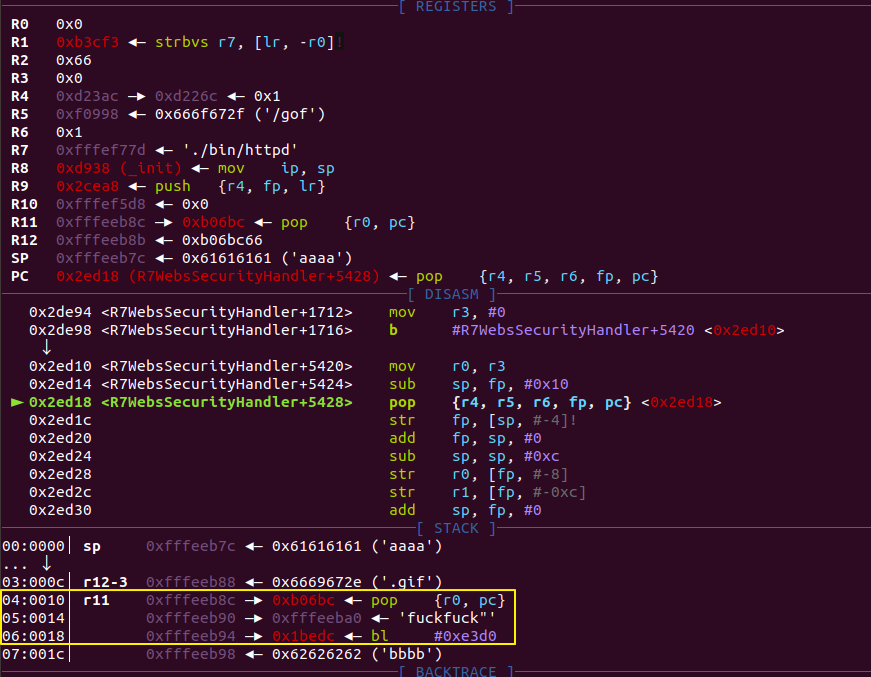 [ REGISTERS ]
R0 0x0
R1 0xb3cf3 ◂— strbvs r7, [lr, -r0]!
R2 0x66
R3 0x0
R4 0xd23ac —▸ 0xd226c ◂— 0x1
R5 0xf0998 ◂— 0x666f672f ('/gof')
R6 0x1
R7 0xfffef77d ◂— './bin/httpd'
R8 0xd938 (_init) ◂— mov ip, sp
R9 0x2cea8 ◂— push {r4, fp, lr}
R10 0xfffef5d8 ◂— 0x0
R11 0xfffeeb8c —▸ 0xb06bc ◂— pop {r0, pc}
R12 0xfffeeb8b ◂— 0xb06bc66
SP 0xfffeeb7c ◂— 0x61616161 ('aaaa')
PC 0x2ed18 (R7WebsSecurityHandler+5428) ◂— pop {r4, r5, r6, fp, pc}
[ DISASM ]
0x2de94 <R7WebsSecurityHandler+1712> mov r3, #0
0x2de98 <R7WebsSecurityHandler+1716> b #R7WebsSecurityHandler+5420 <0x2ed10>
↓
0x2ed10 <R7WebsSecurityHandler+5420> mov r0, r3
0x2ed14 <R7WebsSecurityHandler+5424> sub sp, fp, #0x10
► 0x2ed18 <R7WebsSecurityHandler+5428> pop {r4, r5, r6, fp, pc} <0x2ed18>
0x2ed1c str fp, [sp, #-4]!
0x2ed20 add fp, sp, #0
0x2ed24 sub sp, sp, #0xc
0x2ed28 str r0, [fp, #-8]
0x2ed2c str r1, [fp, #-0xc]
0x2ed30 add sp, fp, #0
[ STACK ]
00:0000│ sp 0xfffeeb7c ◂— 0x61616161 ('aaaa')
... ↓
03:000c│ r12-3 0xfffeeb88 ◂— 0x6669672e ('.gif')
04:0010│ r11 0xfffeeb8c —▸ 0xb06bc ◂— pop {r0, pc}
05:0014│ 0xfffeeb90 —▸ 0xfffeeba0 ◂— 'fuckfuck"'
06:0018│ 0xfffeeb94 —▸ 0x1bedc ◂— bl #0xe3d0
07:001c│ 0xfffeeb98 ◂— 0x62626262 ('bbbb')
[ BACKTRACE ]